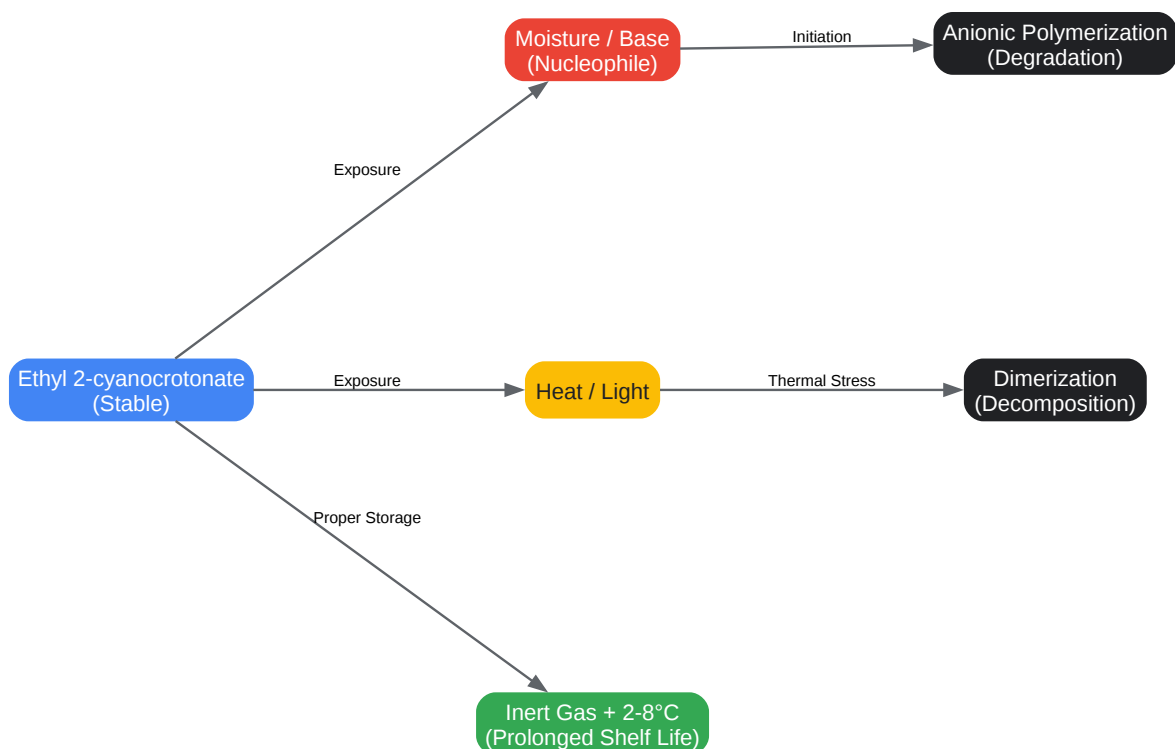 Moisture / Base
(Nucleophile)
Initiation
Anionic Polymerization
(Degradation)
Exposure
Ethyl 2-cyanocrotonate
(Stable)
Exposure
Heat / Light
Thermal Stress
Dimerization
(Decomposition)
Proper Storage
Inert Gas + 2-8°C
(Prolonged Shelf Life)